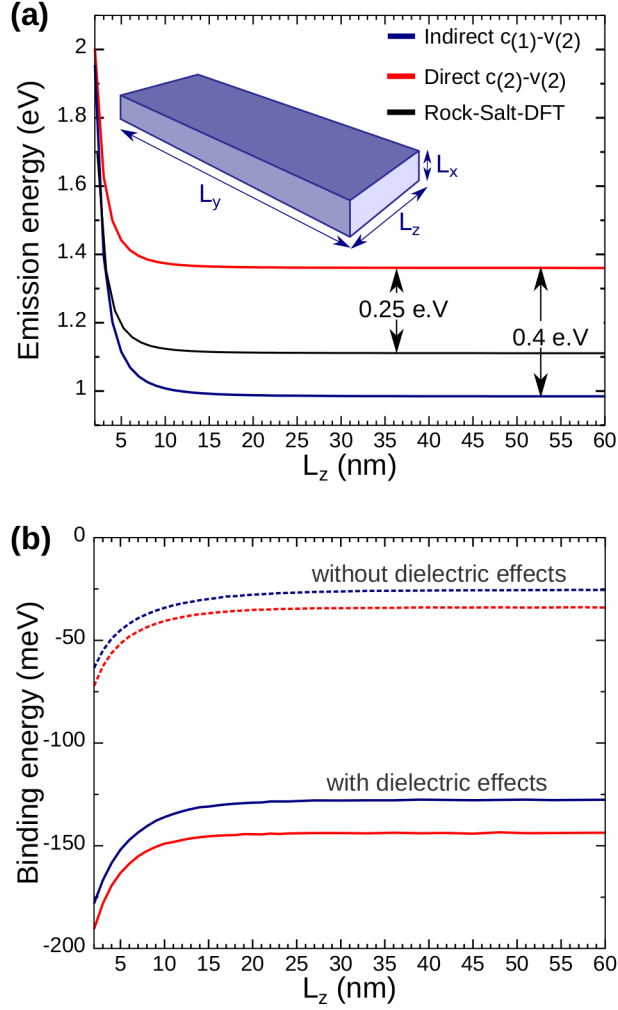 (a)
Indirect c(1)-v(2)
Direct c(2)-v(2)
Rock-Salt-DFT
Emission energy (eV)
2
1.8
1.6
1.4
1.2
1
Ly
Lz
Lx
0.25 e.V
0.4 e.V
5 10 15 20 25 30 35 40 45 50 55 60
Lz (nm)
(b)
Binding energy (meV)
0
-50
-100
-150
-200
without dielectric effects
with dielectric effects
5 10 15 20 25 30 35 40 45 50 55 60
Lz (nm)